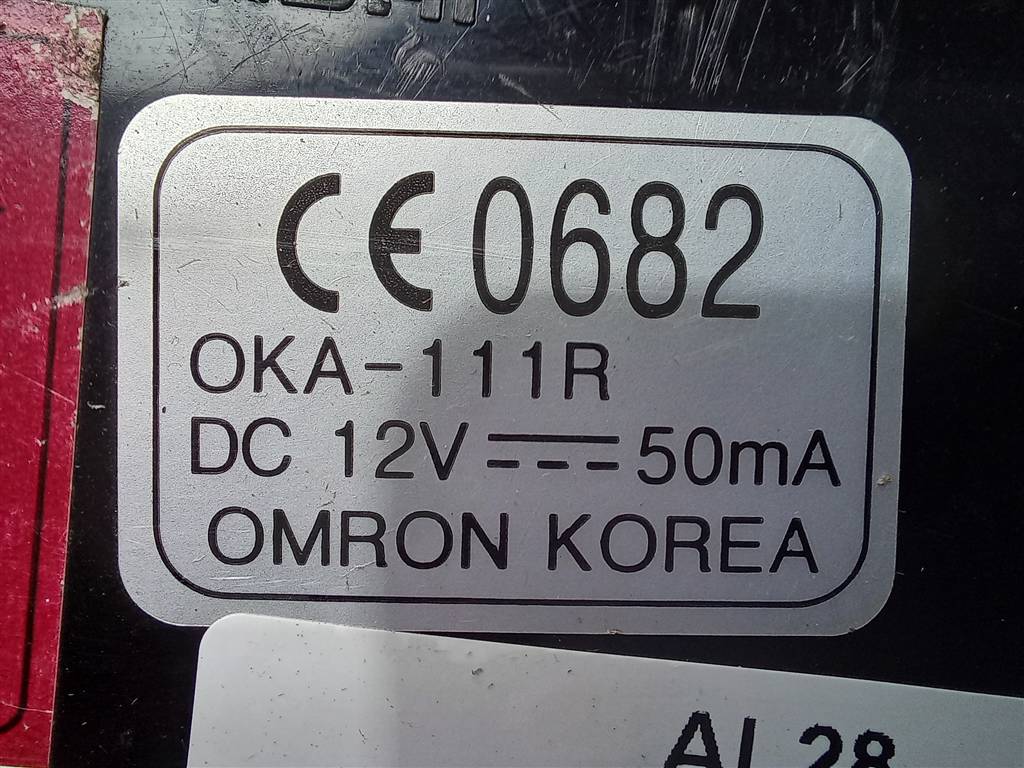 CE 0682
OKA-111R
DC 12V ⎓ 50mA
OMRON KOREA